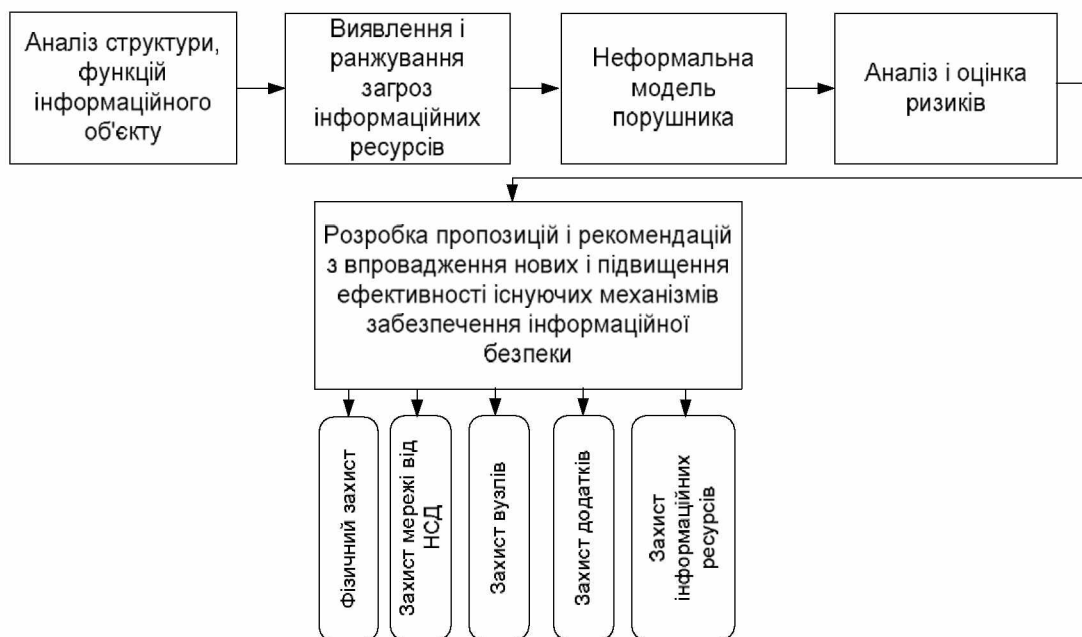 Аналіз структури,
функцій
інформаційного
об'єкту
Виявлення і
ранжування
загроз
інформаційних
ресурсів
Неформальна
модель
порушника
Аналіз і оцінка
ризиків
Розробка пропозицій і рекомендацій
з впровадження нових і підвищення
ефективності існуючих механізмів
забезпечення інформаційної
безпеки
Фізичний захист
Захист мережі від
НСД
Захист вузлів
Захист додатків
Захист
інформаційних
ресурсів